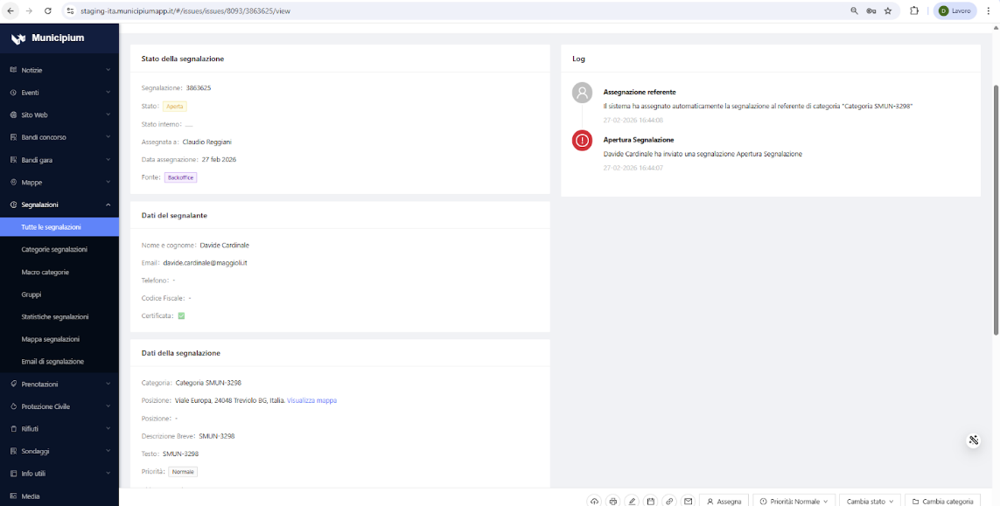 staging-ita.municipiumapp.it/#/issues/issues/8093/3863625/view
D
Lavoro
Municipium
Notizie
Eventi
Sito Web
Bandi concorso
Bandi gara
Mappe
Segnalazioni
Tutte le segnalazioni
Categorie segnalazioni
Macro categorie
Gruppi
Statistiche segnalazioni
Mappa segnalazioni
Email di segnalazione
Prenotazioni
Protezione Civile
Rifiuti
Sondaggi
Info utili
Media
Stato della segnalazione
Segnalazione: 3863625
Stato: Aperta
Stato interno: __
Assegnata a: Claudio Reggiani
Data assegnazione: 27 feb 2026
Fonte: Backoffice
Dati del segnalante
Nome e cognome: Davide Cardinale
Email: davide.cardinale@maggioli.it
Telefono: -
Codice Fiscale: -
Certificata:
Dati della segnalazione
Categoria: Categoria SMUN-3298
Posizione: Viale Europa, 24048 Treviolo BG, Italia. Visualizza mappa
Posizione: -
Descrizione Breve: SMUN-3298
Testo: SMUN-3298
Priorità: Normale
Log
Assegnazione referente
Il sistema ha assegnato automaticamente la segnalazione al referente di categoria "Categoria SMUN-3298"
27-02-2026 16:44:08
Apertura Segnalazione
Davide Cardinale ha inviato una segnalazione Apertura Segnalazione
27-02-2026 16:44:07
Assegna
Priorità: Normale
Cambia stato
Cambia categoria